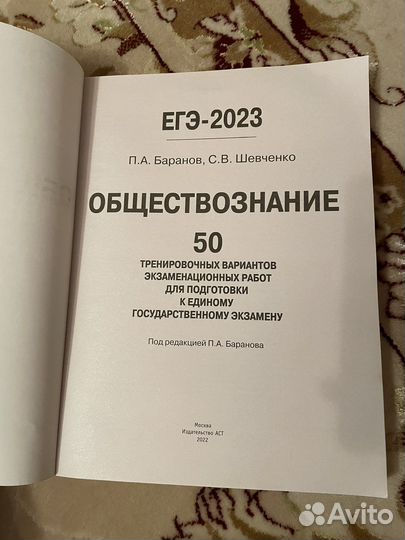 ЕГЭ-2023
П.А. Баранов, С.В. Шевченко
ОБЩЕСТВОЗНАНИЕ
50
ТРЕНИРОВОЧНЫХ ВАРИАНТОВ
ЭКЗАМЕНАЦИОННЫХ РАБОТ
ДЛЯ ПОДГОТОВКИ
К ЕДИНОМУ
ГОСУДАРСТВЕННОМУ ЭКЗАМЕНУ
Под редакцией П.А. Баранова
Москва
Издательство АСТ
2022
Avito